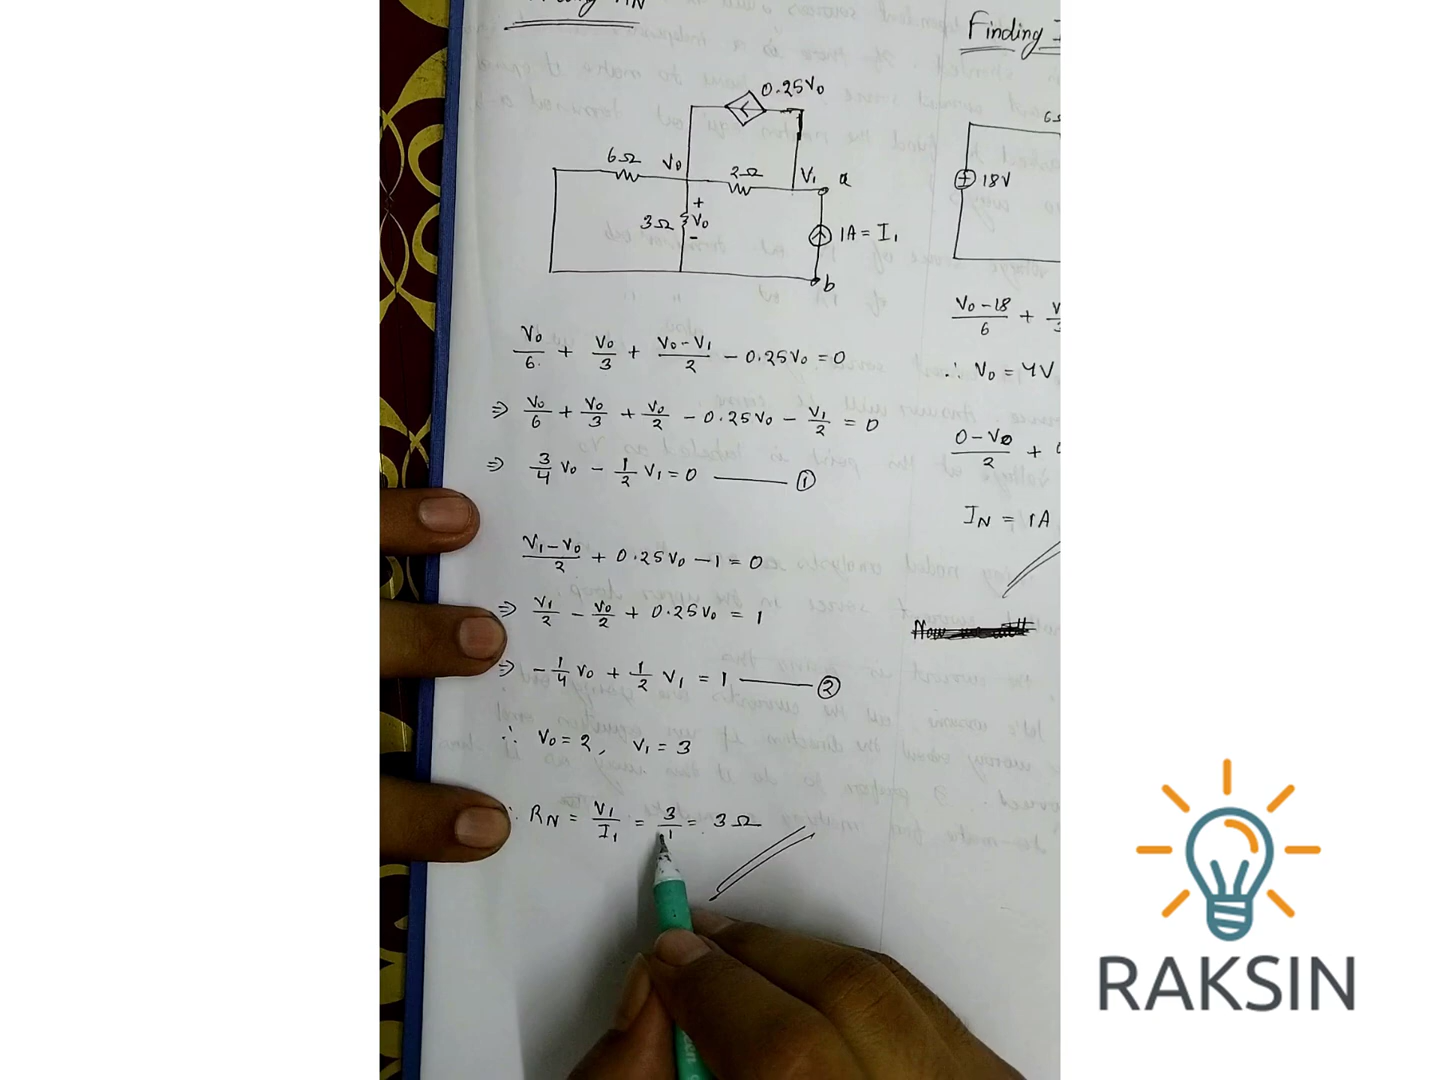 RN
0.25V₀
6Ω V₀ 2Ω V₁ a
3Ω + V₀ - 1A = I₁
b
V₀/6 + V₀/3 + (V₀-V₁)/2 - 0.25V₀ = 0
⇒ V₀/6 + V₀/3 + V₀/2 - 0.25V₀ - V₁/2 = 0
⇒ 3/4 V₀ - 1/2 V₁ = 0 ——— ①
(V₁-V₀)/2 + 0.25V₀ - 1 = 0
⇒ V₁/2 - V₀/2 + 0.25V₀ = 1
⇒ -1/4 V₀ + 1/2 V₁ = 1 ——— ②
∴ V₀ = 2, V₁ = 3
∴ RN = V₁/I₁ = 3/1 = 3Ω
Finding
6
18V
(V₀-18)/6 +
∴ V₀ = 4V
(0-V₀)/2 +
IN = 1A
RAKSIN